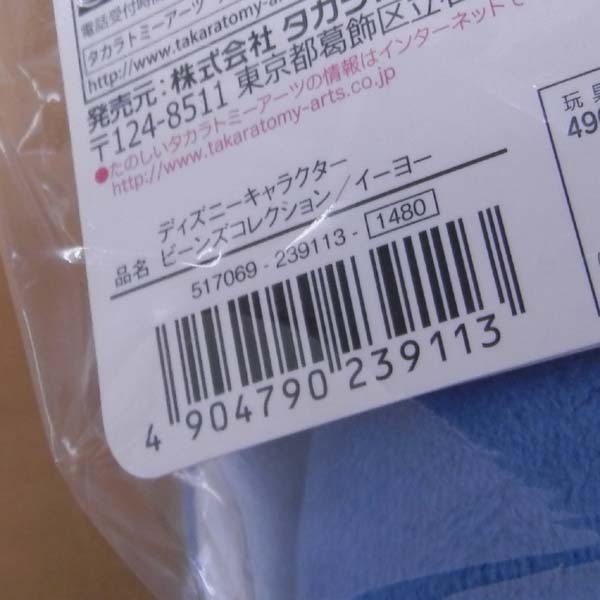 電話受付時間
タカラトミーアーツ
http://www.takaratomy-arts
発売元：株式会社 タカラ
〒124-8511 東京都葛飾区立石
●たのしいタカラトミーアーツの情報はインターネットで
http://www.takaratomy-arts.co.jp/
品名 ディズニーキャラクター
ビーンズコレクション／イーヨー
517069 - 239113 - 1480
4 904790 239113
玩具
490